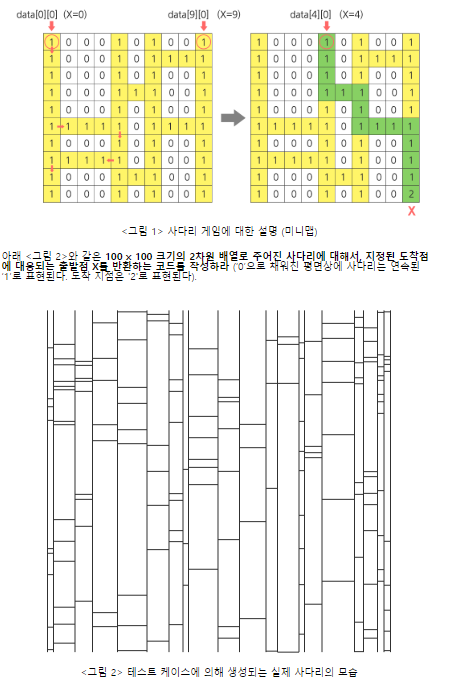 data[0][0] (X=0) data[9][0] (X=9) data[4][0] (X=4)
1 0 0 0 1 0 1 0 0 1 1 0 0 0 1 0 1 0 0 1
1 0 0 0 1 0 1 1 1 1 1 0 0 0 1 0 1 1 1 1
1 0 0 0 1 0 1 0 0 1 1 0 0 0 1 0 1 0 0 1
1 0 0 0 1 1 1 0 0 1 1 0 0 0 1 1 1 0 0 1
1 0 0 0 1 0 1 0 0 1 1 0 0 0 1 0 1 0 0 1
1 1 1 1 1 0 1 1 1 1 1 1 1 1 1 0 1 1 1 1
1 0 0 0 1 0 1 0 0 1 1 0 0 0 1 0 1 0 0 1
1 1 1 1 1 0 1 0 0 1 1 1 1 1 1 0 1 0 0 1
1 0 0 0 1 1 1 0 0 1 1 0 0 0 1 1 1 0 0 1
1 0 0 0 1 0 1 0 0 1 1 0 0 0 1 0 1 0 0 2
X
<그림 1> 사다리 게임에 대한 설명 (미니맵)
아래 <그림 2>와 같은 100 x 100 크기의 2차원 배열로 주어진 사다리에 대해서, 지정된 도착점
에 대응되는 출발점 X를 반환하는 코드를 작성하라 ('0'으로 채워진 평면상에 사다리는 연속된
'1'로 표현된다. 도착 지점은 '2'로 표현된다).
<그림 2> 테스트 케이스에 의해 생성되는 실제 사다리의 모습